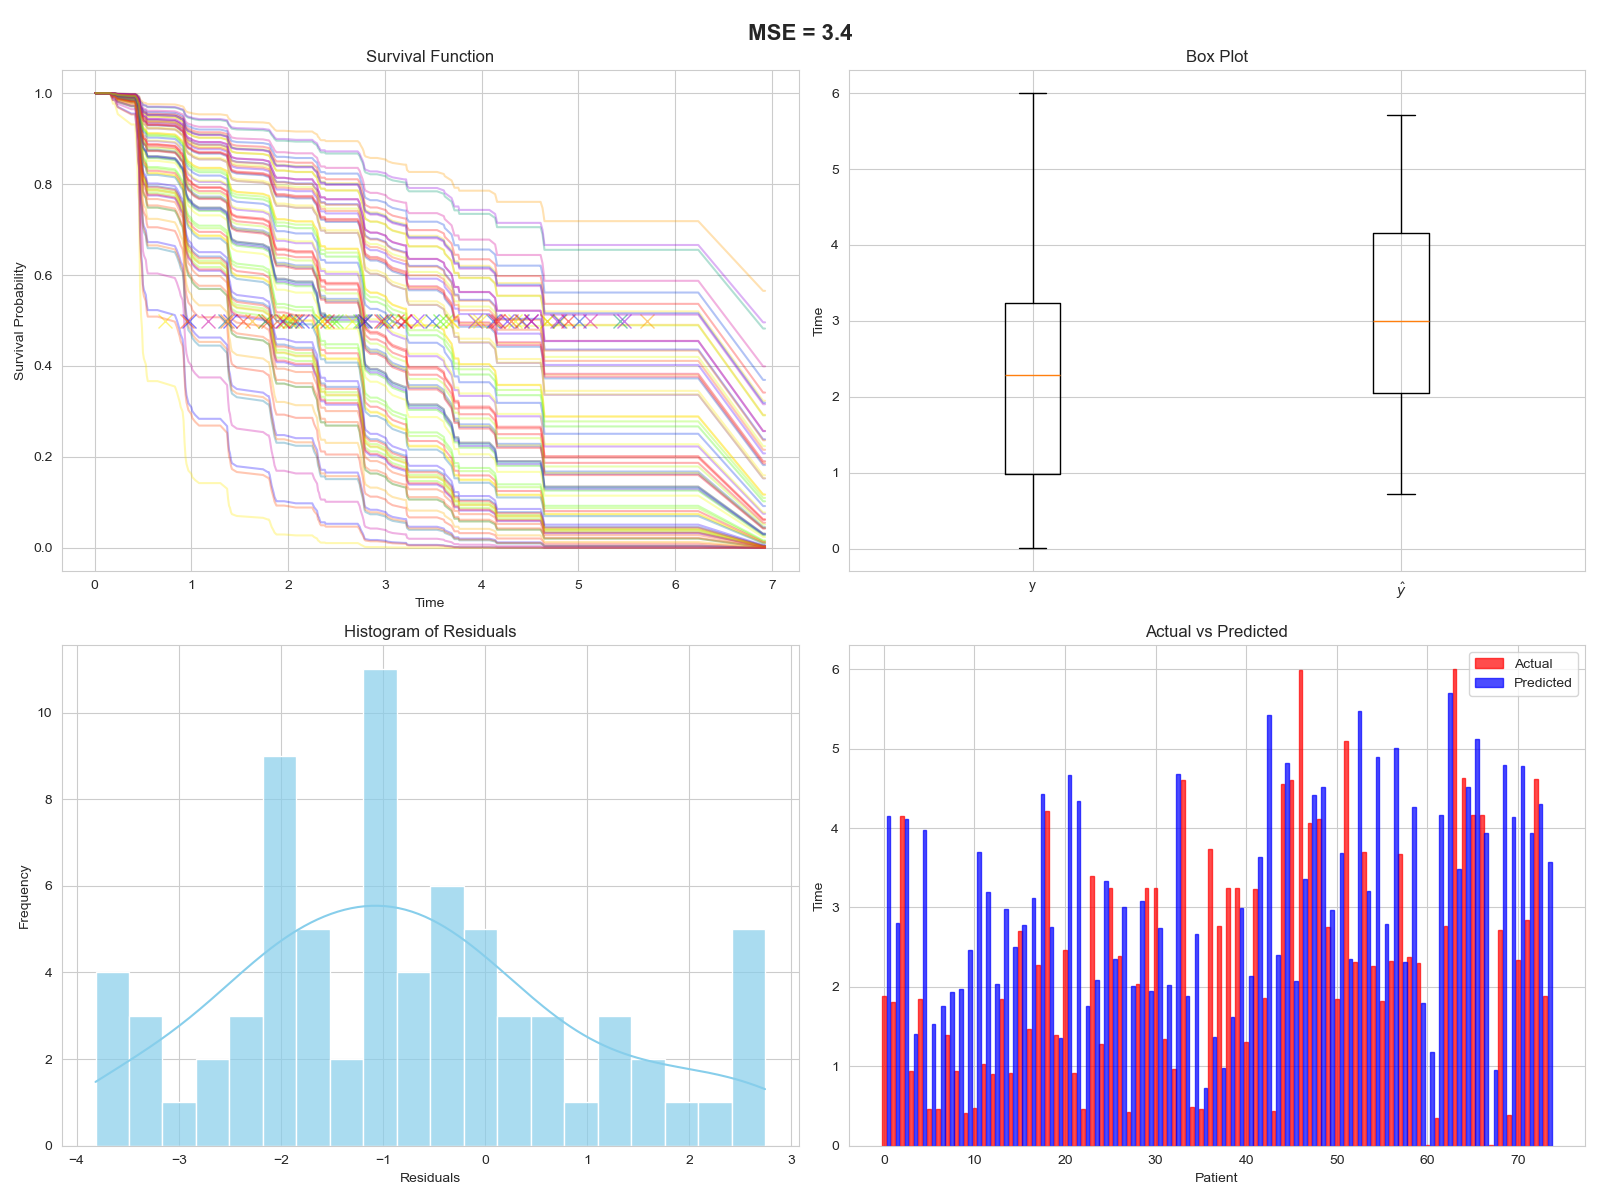 MSE = 3.4
Survival Function
Survival Probability
1.0
0.8
0.6
0.4
0.2
0.0
0 1 2 3 4 5 6 7
Time
Box Plot
Time
6
5
4
3
2
1
0
y ŷ
Histogram of Residuals
Frequency
10
8
6
4
2
0
−4 −3 −2 −1 0 1 2 3
Residuals
Actual vs Predicted
Actual
Predicted
Time
6
5
4
3
2
1
0
0 10 20 30 40 50 60 70
Patient